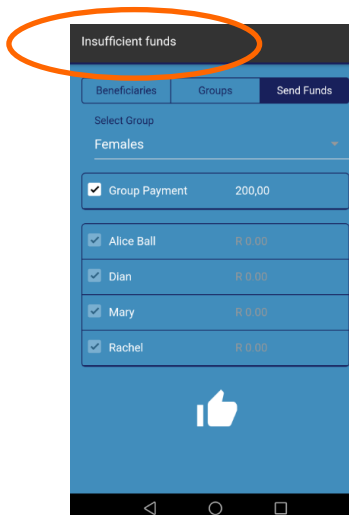 Insufficient funds
Beneficiaries Groups Send Funds
Select Group
Females
Group Payment 200,00
Alice Ball R 0.00
Dian R 0.00
Mary R 0.00
Rachel R 0.00